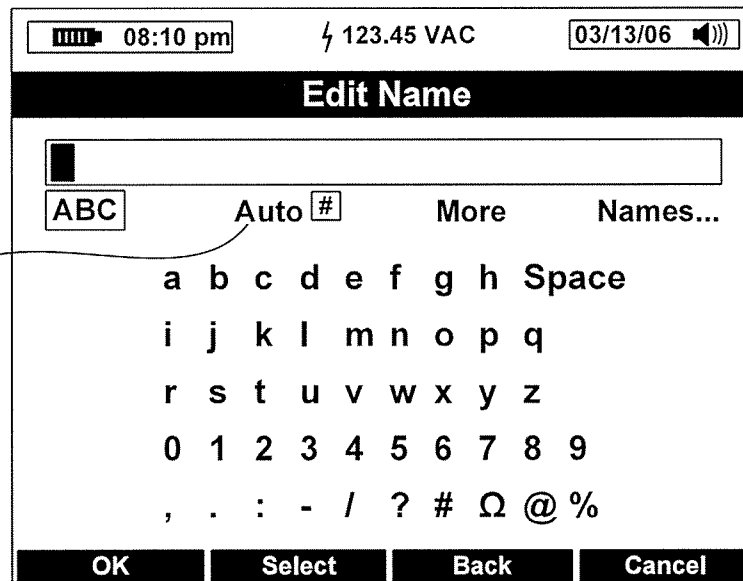 08:10 pm 123.45 VAC 03/13/06
Edit Name
ABC Auto # More Names...
a b c d e f g h Space
i j k l m n o p q
r s t u v w x y z
0 1 2 3 4 5 6 7 8 9
, . : - / ? # Ω @ %
OK Select Back Cancel